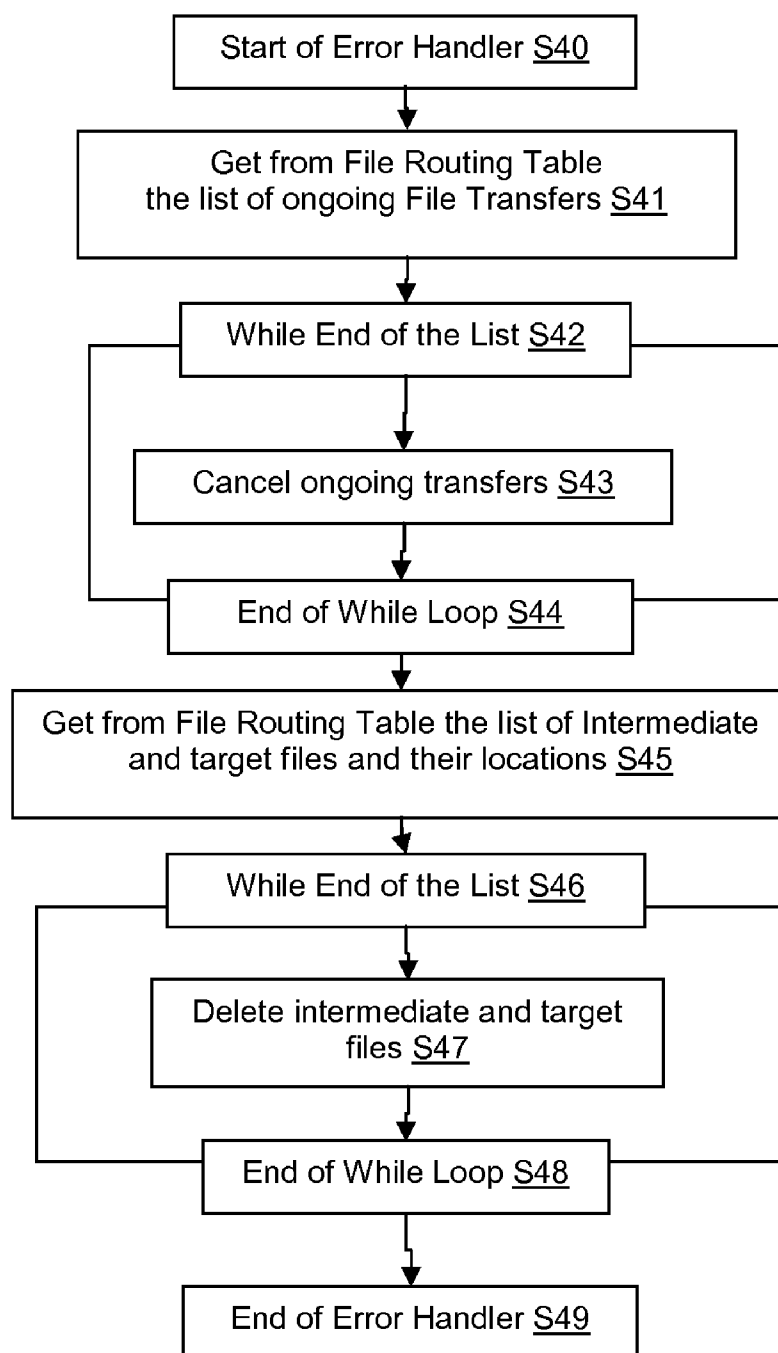 Start of Error Handler S40
Get from File Routing Table
the list of ongoing File Transfers S41
While End of the List S42
Cancel ongoing transfers S43
End of While Loop S44
Get from File Routing Table the list of Intermediate
and target files and their locations S45
While End of the List S46
Delete intermediate and target
files S47
End of While Loop S48
End of Error Handler S49